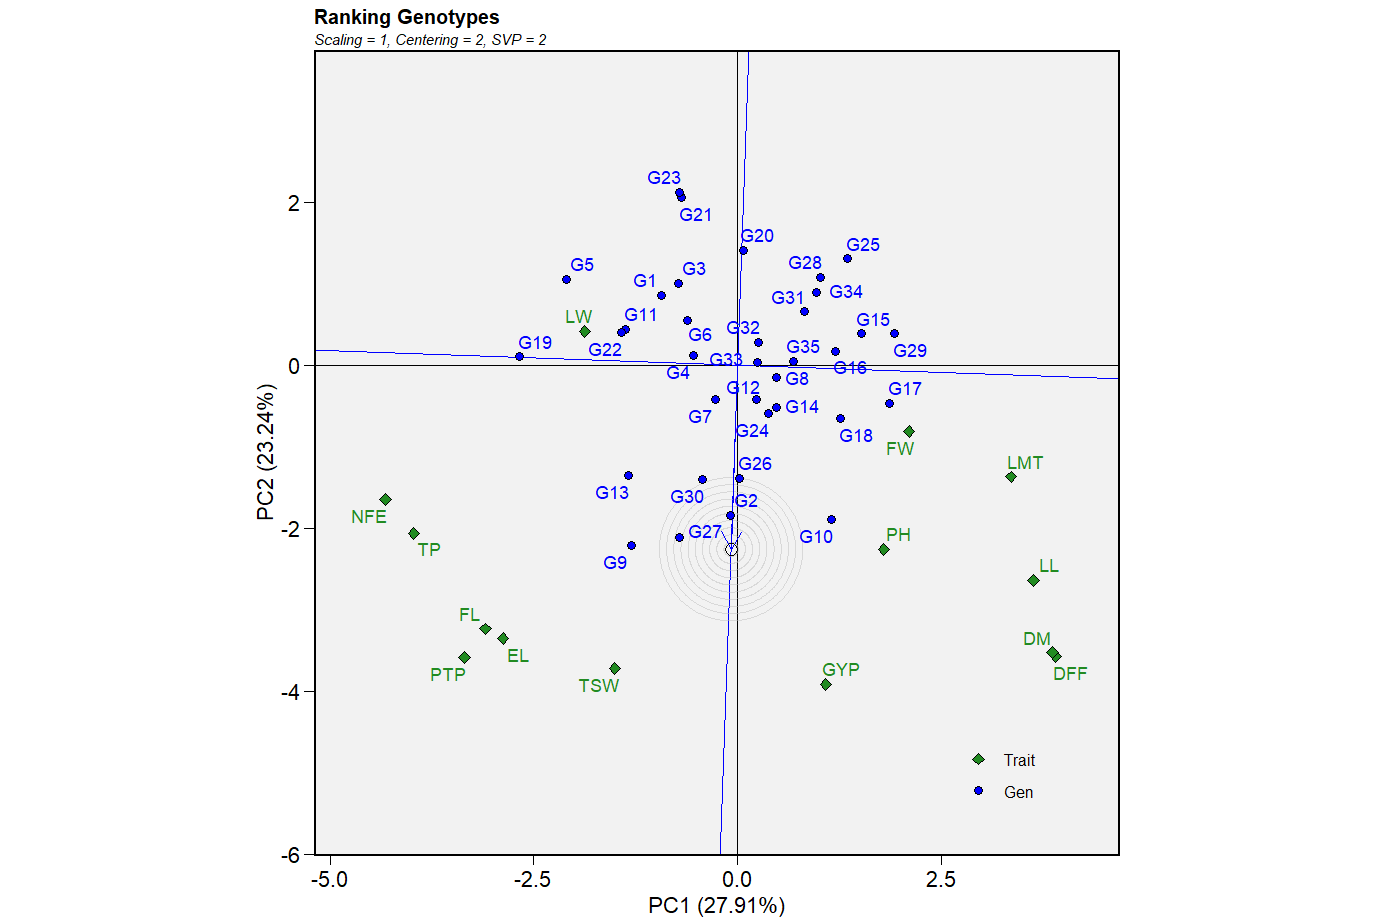 Ranking Genotypes
Scaling = 1, Centering = 2, SVP = 2
G23
G21
G20
G25
G5
G3
G28
G1
G34
G31
LW
G11
G15
G32
G6
G19
G22
G35
G29
G33
G16
G4
G8
G12
G17
G7
G14
G24
G18
FW
G26
LMT
G13
G30
G2
NFE
G27
G10
PH
TP
G9
LL
FL
DM
EL
PTP
GYP
DFF
TSW
Trait
Gen
2
0
-2
-4
-6
PC2 (23.24%)
-5.0
-2.5
0.0
2.5
PC1 (27.91%)